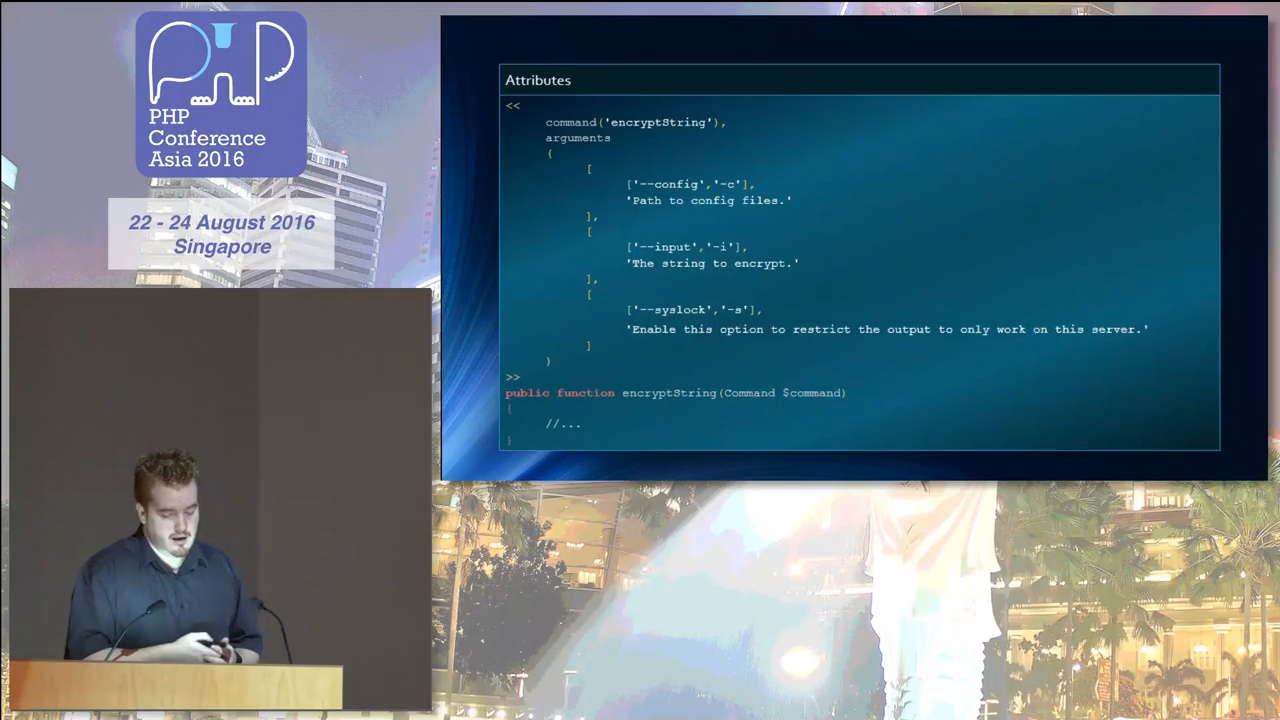 PHP
PHP
Conference
Asia 2016
22 - 24 August 2016
Singapore
Attributes
<<
command('encryptString'),
arguments
(
[
['--config','-c'],
'Path to config files.'
],
[
['--input','-i'],
'The string to encrypt.'
],
[
['--syslock','-s'],
'Enable this option to restrict the output to only work on this server.'
]
)
>>
public function encryptString(Command $command)
{
//...
}